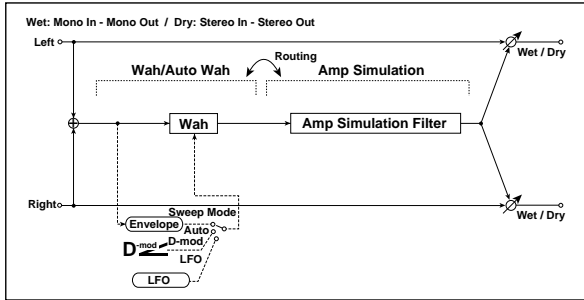 Wet: Mono In - Mono Out / Dry: Stereo In - Stereo Out
Left
Wet / Dry
Routing
Wah/Auto Wah
Amp Simulation
Wah
Amp Simulation Filter
Right
Wet / Dry
Sweep Mode
Envelope
Auto
D-mod
D-mod
LFO
LFO